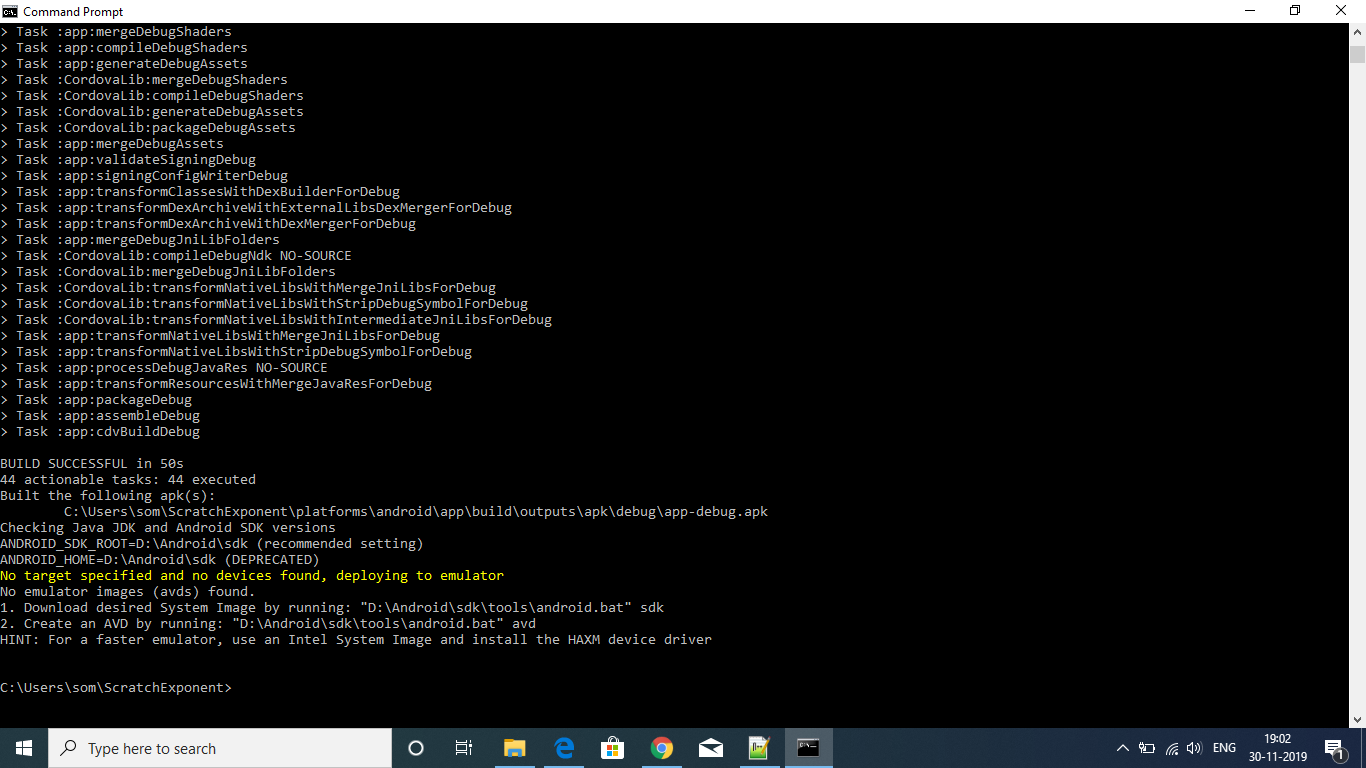 Command Prompt
> Task :app:mergeDebugShaders
> Task :app:compileDebugShaders
> Task :app:generateDebugAssets
> Task :CordovaLib:mergeDebugShaders
> Task :CordovaLib:compileDebugShaders
> Task :CordovaLib:generateDebugAssets
> Task :CordovaLib:packageDebugAssets
> Task :app:mergeDebugAssets
> Task :app:validateSigningDebug
> Task :app:signingConfigWriterDebug
> Task :app:transformClassesWithDexBuilderForDebug
> Task :app:transformDexArchiveWithExternalLibsDexMergerForDebug
> Task :app:transformDexArchiveWithDexMergerForDebug
> Task :app:mergeDebugJniLibFolders
> Task :CordovaLib:compileDebugNdk NO-SOURCE
> Task :CordovaLib:mergeDebugJniLibFolders
> Task :CordovaLib:transformNativeLibsWithMergeJniLibsForDebug
> Task :CordovaLib:transformNativeLibsWithStripDebugSymbolForDebug
> Task :CordovaLib:transformNativeLibsWithIntermediateJniLibsForDebug
> Task :app:transformNativeLibsWithMergeJniLibsForDebug
> Task :app:transformNativeLibsWithStripDebugSymbolForDebug
> Task :app:processDebugJavaRes NO-SOURCE
> Task :app:transformResourcesWithMergeJavaResForDebug
> Task :app:packageDebug
> Task :app:assembleDebug
> Task :app:cdvBuildDebug
BUILD SUCCESSFUL in 50s
44 actionable tasks: 44 executed
Built the following apk(s):
C:\Users\som\ScratchExponent\platforms\android\app\build\outputs\apk\debug\app-debug.apk
Checking Java JDK and Android SDK versions
ANDROID_SDK_ROOT=D:\Android\sdk (recommended setting)
ANDROID_HOME=D:\Android\sdk (DEPRECATED)
No target specified and no devices found, deploying to emulator
No emulator images (avds) found.
1. Download desired System Image by running: "D:\Android\sdk\tools\android.bat" sdk
2. Create an AVD by running: "D:\Android\sdk\tools\android.bat" avd
HINT: For a faster emulator, use an Intel System Image and install the HAXM device driver
C:\Users\som\ScratchExponent>
Type here to search
ENG
19:02
30-11-2019
1